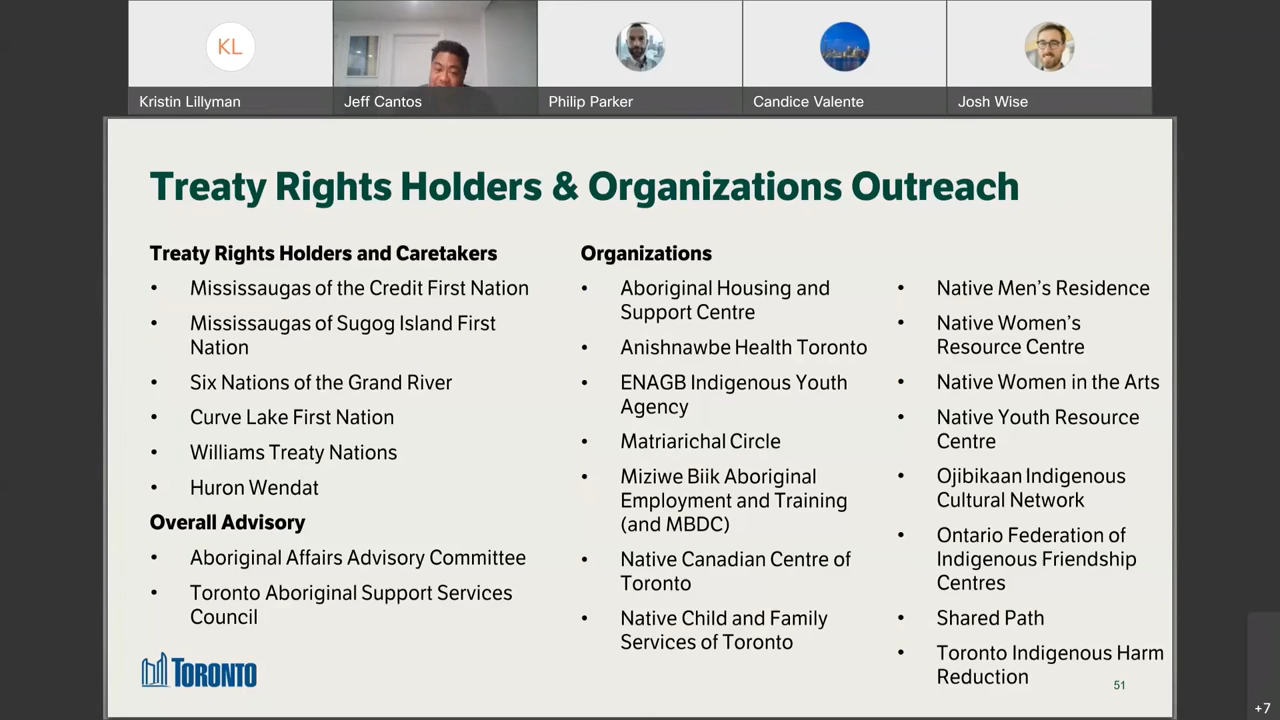 KL
Kristin Lillyman
Jeff Cantos
Philip Parker
Candice Valente
Josh Wise
Treaty Rights Holders & Organizations Outreach
Treaty Rights Holders and Caretakers
• Mississaugas of the Credit First Nation
• Mississaugas of Sugog Island First
Nation
• Six Nations of the Grand River
• Curve Lake First Nation
• Williams Treaty Nations
• Huron Wendat
Overall Advisory
• Aboriginal Affairs Advisory Committee
• Toronto Aboriginal Support Services
Council
Organizations
• Aboriginal Housing and
Support Centre
• Anishnawbe Health Toronto
• ENAGB Indigenous Youth
Agency
• Matriarichal Circle
• Miziwe Biik Aboriginal
Employment and Training
(and MBDC)
• Native Canadian Centre of
Toronto
• Native Child and Family
Services of Toronto
• Native Men's Residence
• Native Women's
Resource Centre
• Native Women in the Arts
• Native Youth Resource
Centre
• Ojibikaan Indigenous
Cultural Network
• Ontario Federation of
Indigenous Friendship
Centres
• Shared Path
• Toronto Indigenous Harm
Reduction
TORONTO
51
+7